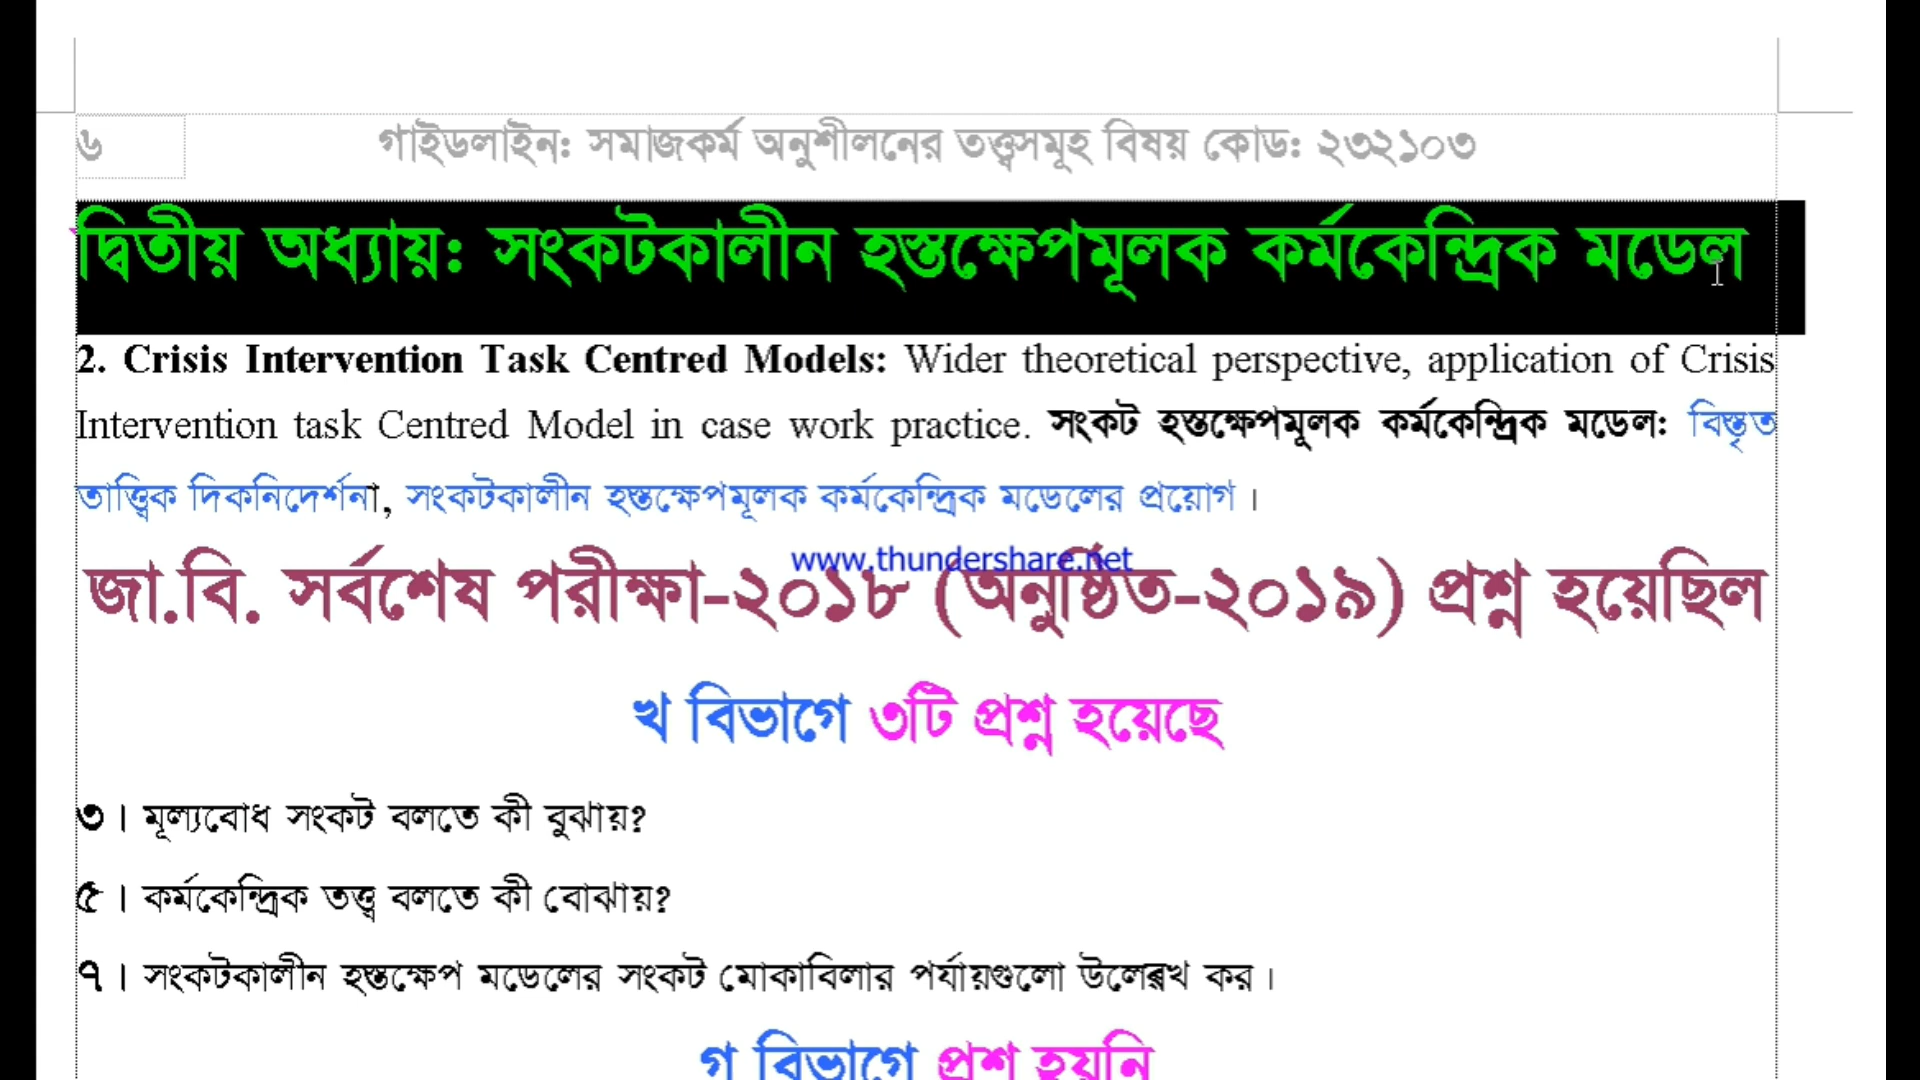 ৬ গাইডলাইন: সমাজকর্ম অনুশীলনের তত্ত্বসমূহ বিষয় কোড: ২৩২১০৩
দ্বিতীয় অধ্যায়: সংকটকালীন হস্তক্ষেপমূলক কর্মকেন্দ্রিক মডেল
2. Crisis Intervention Task Centred Models: Wider theoretical perspective, application of Crisis
Intervention task Centred Model in case work practice. সংকট হস্তক্ষেপমূলক কর্মকেন্দ্রিক মডেল: বিস্তৃত
তাত্ত্বিক দিকনিদের্শনা, সংকটকালীন হস্তক্ষেপমূলক কর্মকেন্দ্রিক মডেলের প্রয়োগ।
www.thundershare.net
জা.বি. সর্বশেষ পরীক্ষা-২০১৮ (অনুষ্ঠিত-২০১৯) প্রশ্ন হয়েছিল
খ বিভাগে ৩টি প্রশ্ন হয়েছে
৩। মূল্যবোধ সংকট বলতে কী বুঝায়?
৫। কর্মকেন্দ্রিক তত্ত্ব বলতে কী বোঝায়?
৭। সংকটকালীন হস্তক্ষেপ মডেলের সংকট মোকাবিলার পর্যায়গুলো উলেৱখ কর।
গ বিভাগে প্রশ্ন হয়নি